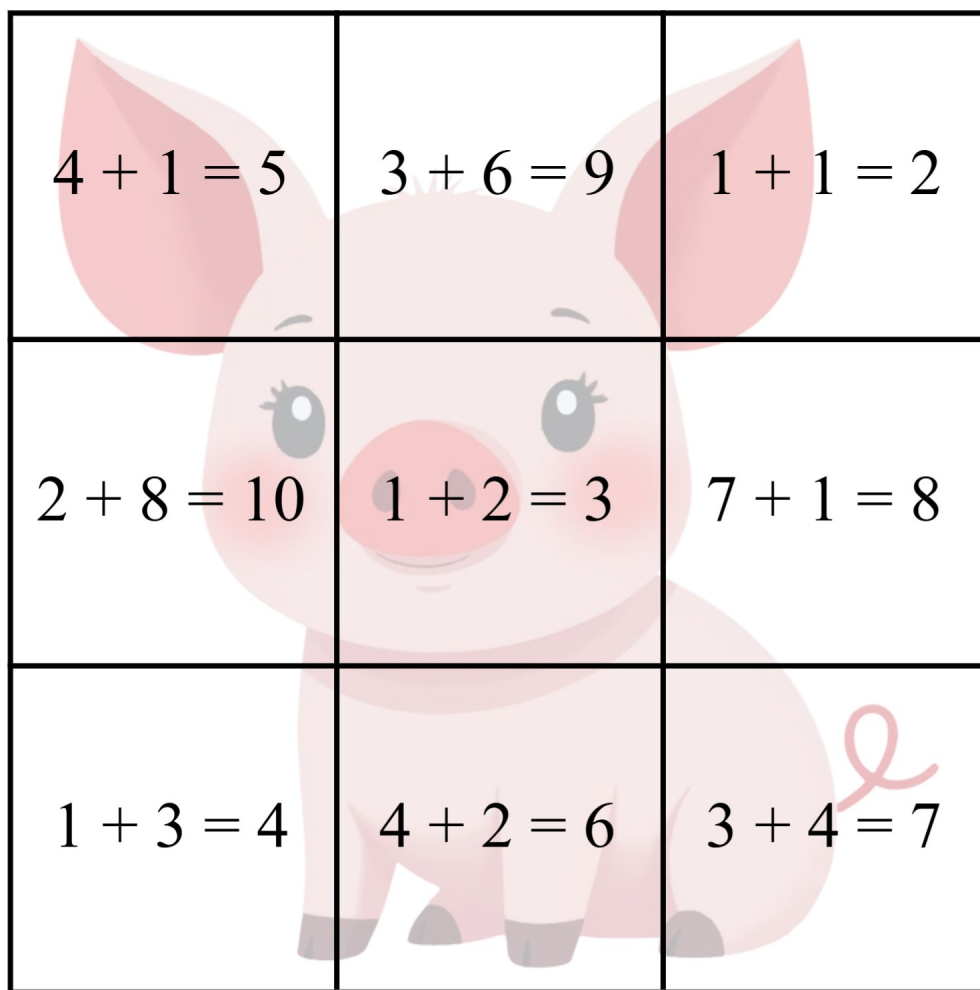 4 + 1 = 5
3 + 6 = 9
1 + 1 = 2
2 + 8 = 10
1 + 2 = 3
7 + 1 = 8
1 + 3 = 4
4 + 2 = 6
3 + 4 = 7